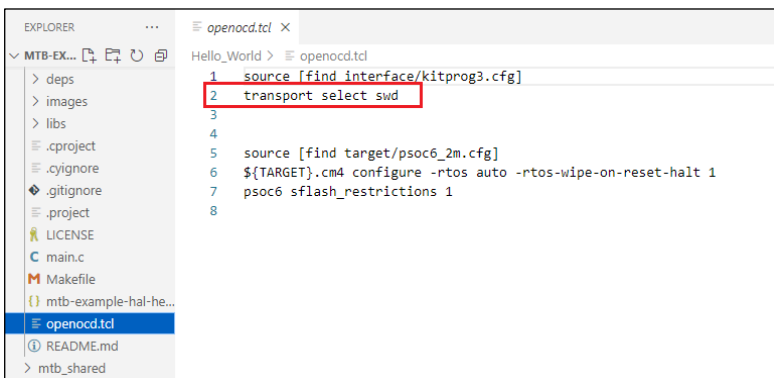 EXPLORER
...
openocd.tcl
MTB-EX...
Hello_World > openocd.tcl
deps
images
libs
.cproject
.cyignore
.gitignore
.project
LICENSE
main.c
Makefile
{} mtb-example-hal-he...
openocd.tcl
README.md
mtb_shared
1 source [find interface/kitprog3.cfg]
2 transport select swd
3
4
5 source [find target/psoc6_2m.cfg]
6 ${TARGET}.cm4 configure -rtos auto -rtos-wipe-on-reset-halt 1
7 psoc6 sflash_restrictions 1
8